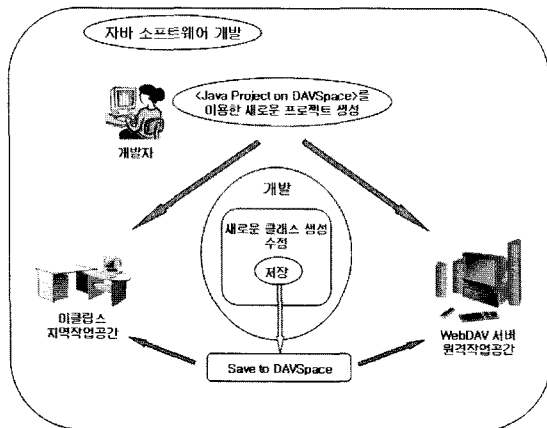 자바 소프트웨어 개발
<Java Project on DAVSpace>를
이용한 새로운 프로젝트 생성
개발자
개발
새로운 클래스 생성
수정
저장
이클립스
지역작업공간
WebDAV 서버
원격작업공간
Save to DAVSpace